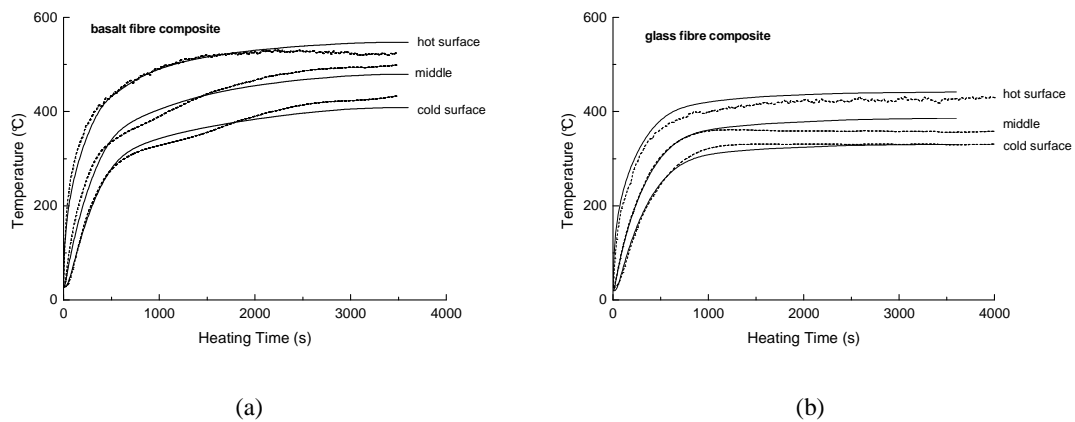 600
basalt fibre composite
hot surface
middle
cold surface
400
200
0
Temperature (°C)
0 1000 2000 3000 4000
Heating Time (s)
(a)
600
glass fibre composite
hot surface
middle
cold surface
400
200
0
Temperature (°C)
0 1000 2000 3000 4000
Heating Time (s)
(b)